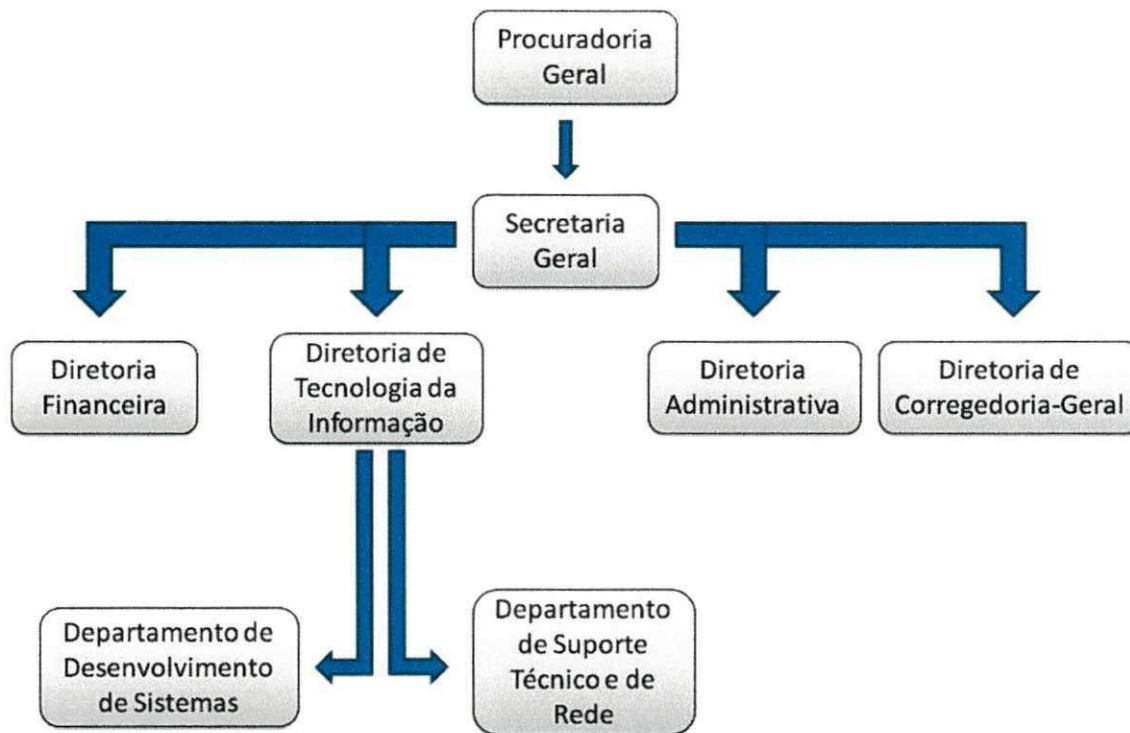 Procuradoria
Geral
Secretaria
Geral
Diretoria
Financeira
Diretoria de
Tecnologia da
Informação
Diretoria
Administrativa
Diretoria de
Corregedoria-Geral
Departamento de
Desenvolvimento
de Sistemas
Departamento
de Suporte
Técnico e de
Rede